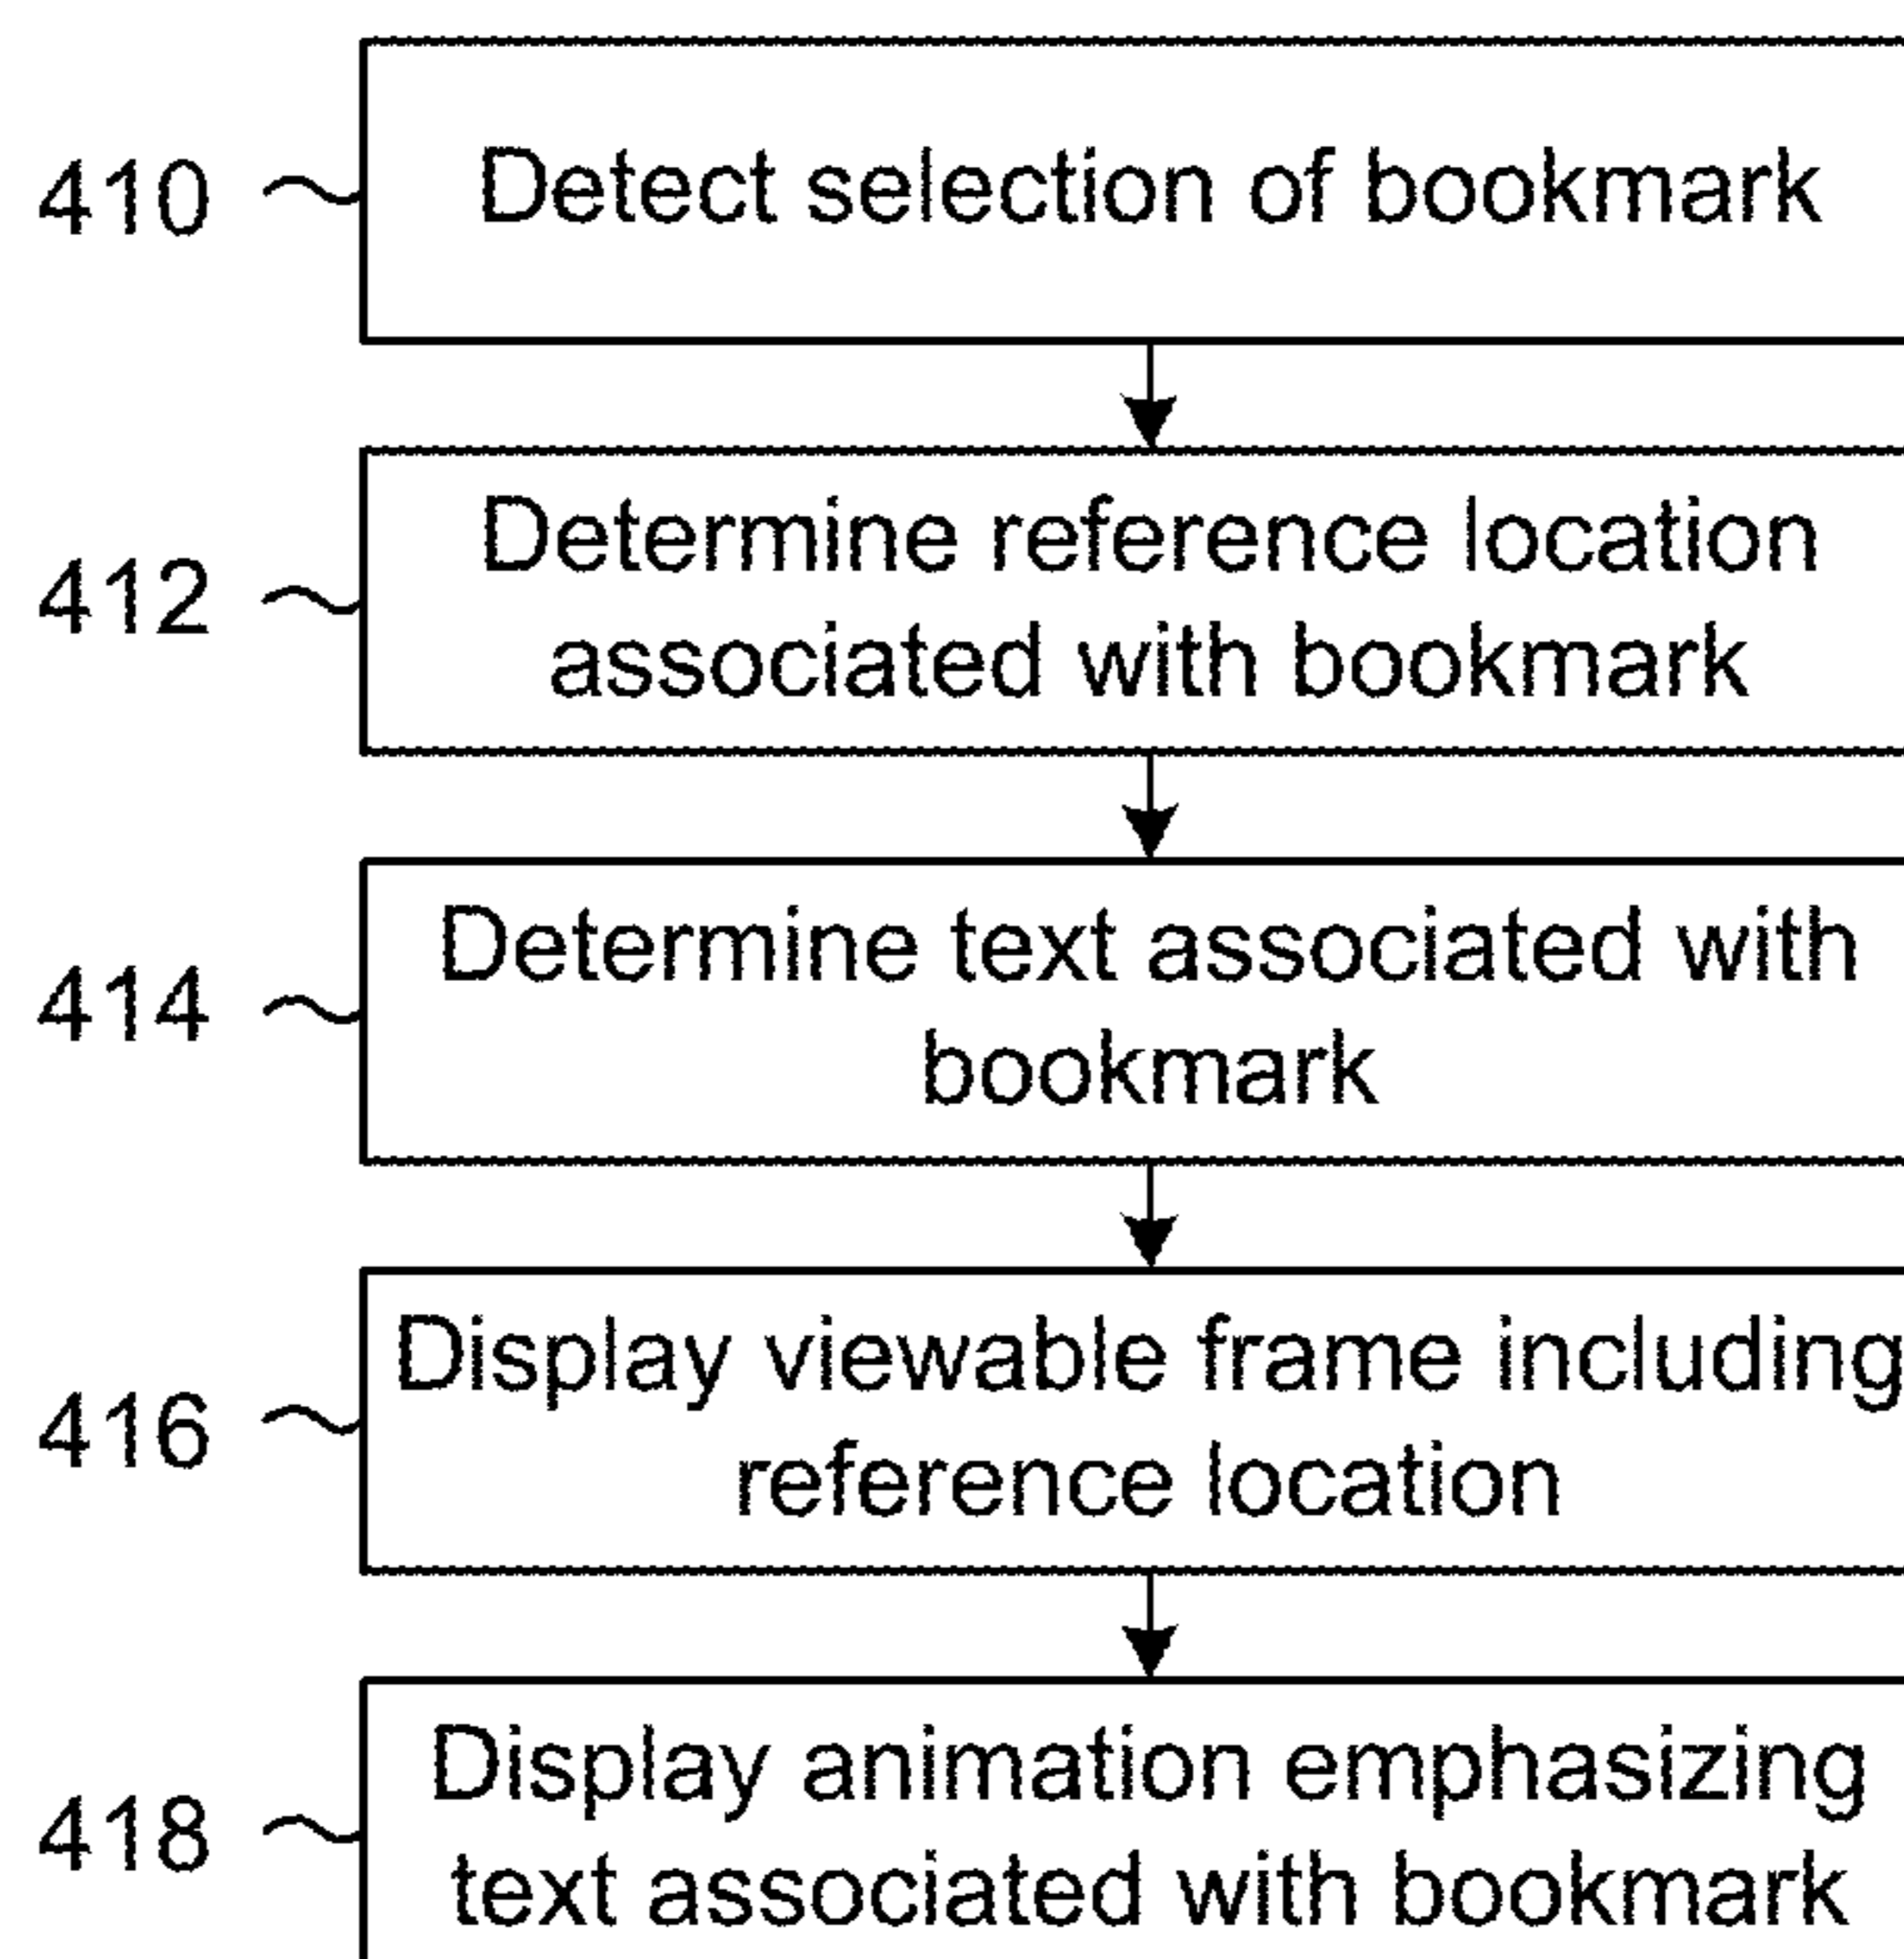 410
Detect selection of bookmark
412
Determine reference location
associated with bookmark
414
Determine text associated with
bookmark
416
Display viewable frame including
reference location
418
Display animation emphasizing
text associated with bookmark